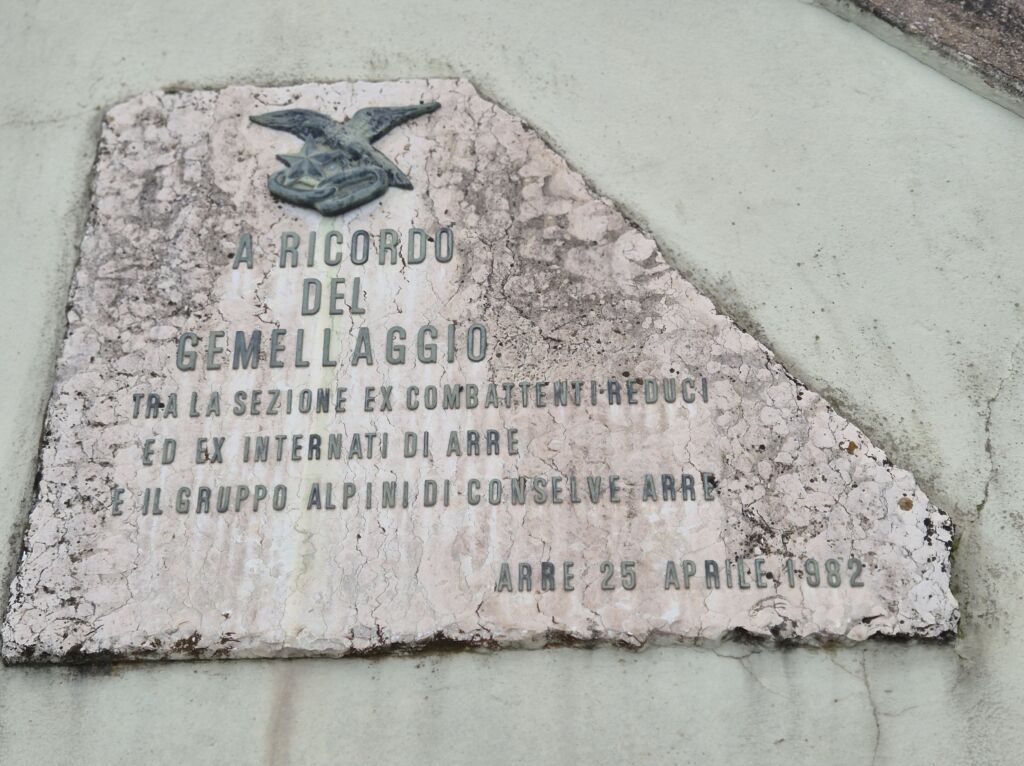 A RICORDO
DEL
GEMELLAGGIO
TRA LA SEZIONE EX COMBATTENTI·REDUCI
ED EX INTERNATI DI ARRE
E IL GRUPPO ALPINI DI CONSELVE ARRE
ARRE 25 APRILE 1982